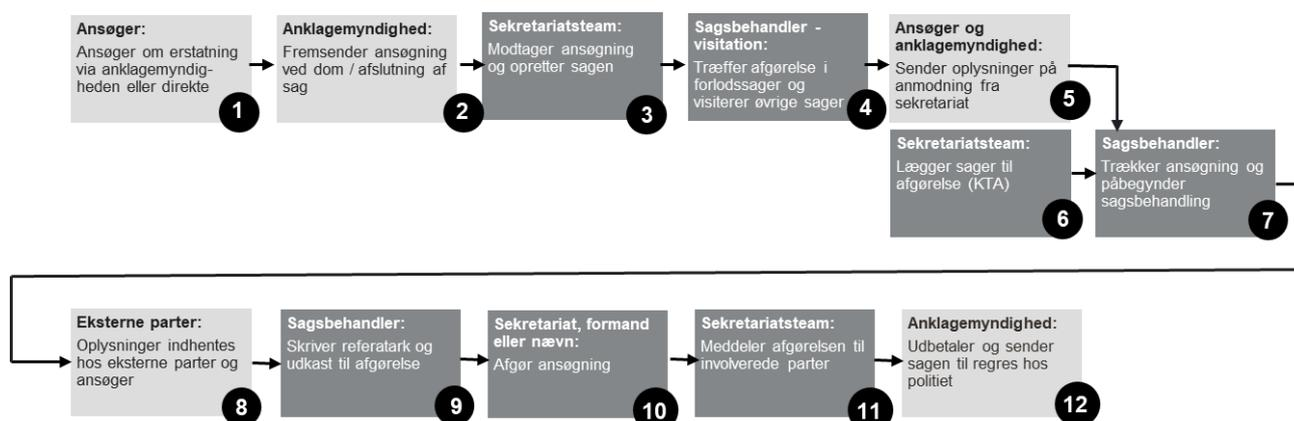 Ansøger:
Ansøger om erstatning
via anklagemyndig-
heden eller direkte
1
Anklagemyndighed:
Fremsender ansøgning
ved dom / afslutning af
sag
2
Sekretariatsteam:
Modtager ansøgning
og opretter sagen
3
Sagsbehandler -
visitation:
Træffer afgørelse i
forlodssager og
visiterer øvrige sager
4
Ansøger og
anklagemyndighed:
Sender oplysninger på
anmodning fra
sekretariat
5
Sekretariatsteam:
Lægger sager til
afgørelse (KTA)
6
Sagsbehandler:
Trækker ansøgning og
påbegynder
sagsbehandling
7
Eksterne parter:
Oplysninger indhentes
hos eksterne parter og
ansøger
8
Sagsbehandler:
Skriver referatark og
udkast til afgørelse
9
Sekretariat, formand
eller nævn:
Afgør ansøgning
10
Sekretariatsteam:
Meddeler afgørelsen til
involverede parter
11
Anklagemyndighed:
Udbetaler og sender
sagen til regres hos
politiet
12